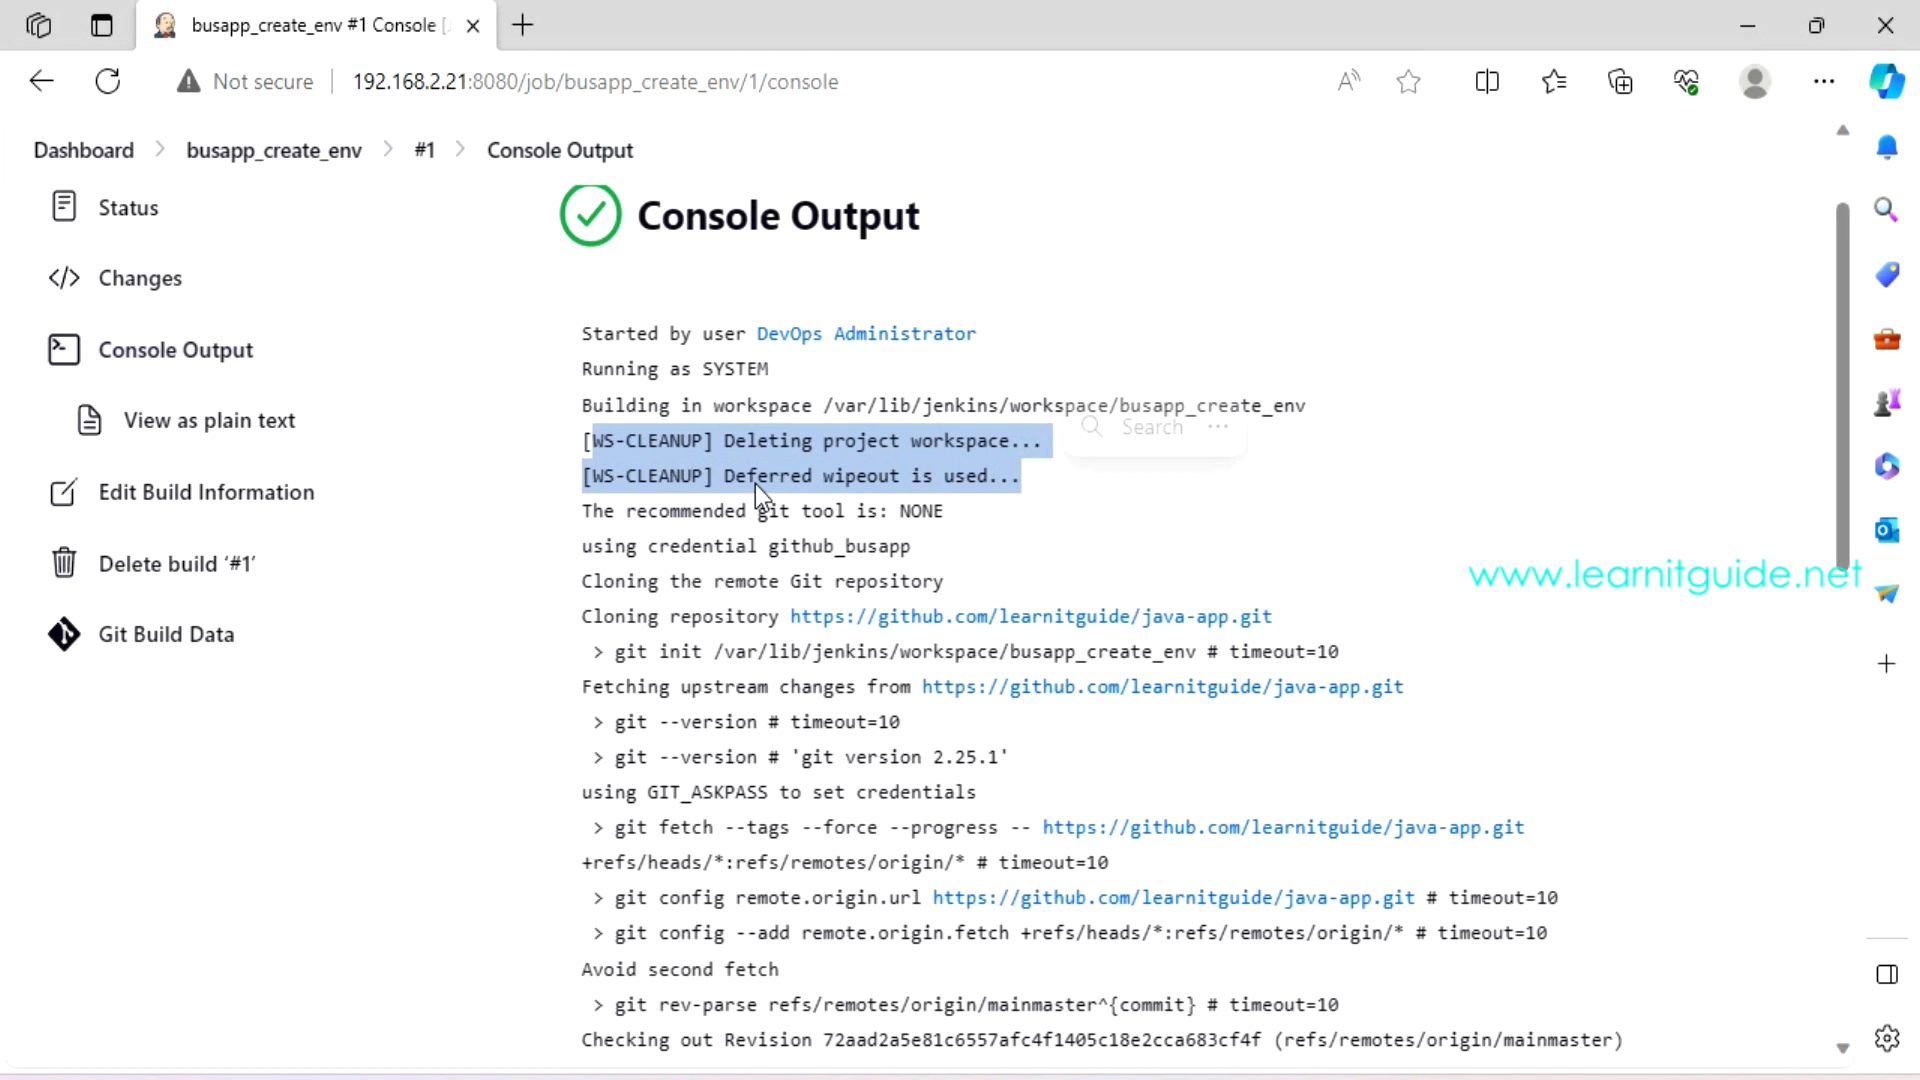 busapp_create_env #1 Console [
Not secure
192.168.2.21:8080/job/busapp_create_env/1/console
Dashboard
busapp_create_env
#1
Console Output
Status
Changes
Console Output
View as plain text
Edit Build Information
Delete build ‘#1’
Git Build Data
Console Output
Started by user DevOps Administrator
Running as SYSTEM
Building in workspace /var/lib/jenkins/workspace/busapp_create_env
[WS-CLEANUP] Deleting project workspace...
Search
[WS-CLEANUP] Deferred wipeout is used...
The recommended git tool is: NONE
using credential github_busapp
Cloning the remote Git repository
Cloning repository https://github.com/learnitguide/java-app.git
> git init /var/lib/jenkins/workspace/busapp_create_env # timeout=10
Fetching upstream changes from https://github.com/learnitguide/java-app.git
> git --version # timeout=10
> git --version # 'git version 2.25.1'
using GIT_ASKPASS to set credentials
> git fetch --tags --force --progress -- https://github.com/learnitguide/java-app.git
+refs/heads/*:refs/remotes/origin/* # timeout=10
> git config remote.origin.url https://github.com/learnitguide/java-app.git # timeout=10
> git config --add remote.origin.fetch +refs/heads/*:refs/remotes/origin/* # timeout=10
Avoid second fetch
> git rev-parse refs/remotes/origin/mainmaster^{commit} # timeout=10
Checking out Revision 72aad2a5e81c6557afc4f1405c18e2cca683cf4f (refs/remotes/origin/mainmaster)
www.learnitguide.net